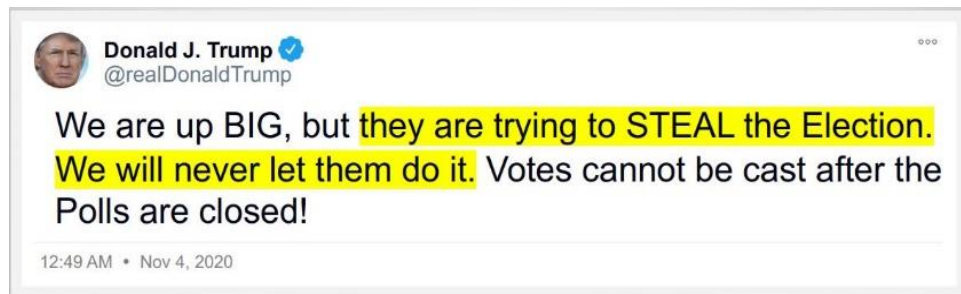 Donald J. Trump
@realDonaldTrump
We are up BIG, but they are trying to STEAL the Election.
We will never let them do it. Votes cannot be cast after the
Polls are closed!
12:49 AM • Nov 4, 2020